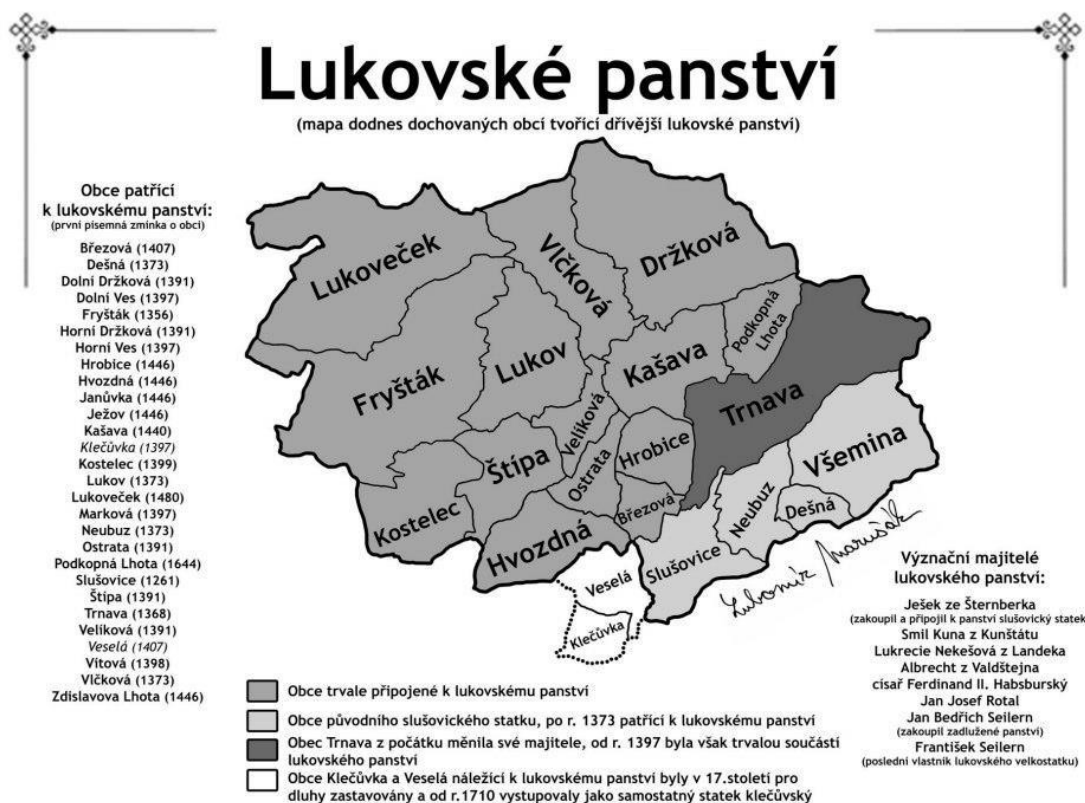 Lukovské panství
(mapa dodnes dochovaných obcí tvořící dřívější lukovské panství)
Obce patřící
k lukovskému panství:
(první písemná zmínka o obci)
Březová (1407)
Dešná (1373)
Dolní Držková (1391)
Dolní Ves (1397)
Fryšták (1356)
Horní Držková (1391)
Horní Ves (1397)
Hrobice (1446)
Hvozdná (1446)
Janůvka (1446)
Ježov (1446)
Kašava (1440)
Klečůvka (1397)
Kostelec (1399)
Lukov (1373)
Lukoveček (1480)
Marková (1397)
Neubuz (1373)
Ostrata (1391)
Podkopná Lhota (1644)
Slušovice (1261)
Štípa (1391)
Trnava (1368)
Velíková (1391)
Veselá (1407)
Vítová (1398)
Vlčková (1373)
Zdislavova Lhota (1446)
Lukoveček
Vlčková
Držková
Podkopná
Lhota
Fryšták
Lukov
Kašava
Trnava
Velíková
Štípa
Ostrata
Hrobice
Všemina
Kostelec
Hvozdná
Březová
Neubuz
Dešná
Slušovice
Veselá
Klečůvka
Lubomír Marušák
Význační majitelé
lukovského panství:
Ješek ze Šternberka
(zakoupil a připojil k panství slušovický statek)
Smil Kuna z Kunštátu
Lukrecie Nekešová z Landeka
Albrecht z Valdštejna
císař Ferdinand II. Habsburský
Jan Josef Rotal
Jan Bedřich Seilern
(zakoupil zadlužené panství)
František Seilern
(poslední vlastník lukovského velkostatku)
Obce trvale připojené k lukovskému panství
Obce původního slušovického statku, po r. 1373 patřící k lukovskému panství
Obec Trnava z počátku měnila své majitele, od r. 1397 byla však trvalou součástí
lukovského panství
Obce Klečůvka a Veselá náležící k lukovskému panství byly v 17.století pro
dluhy zastavovány a od r.1710 vystupovaly jako samostatný statek klečůvský